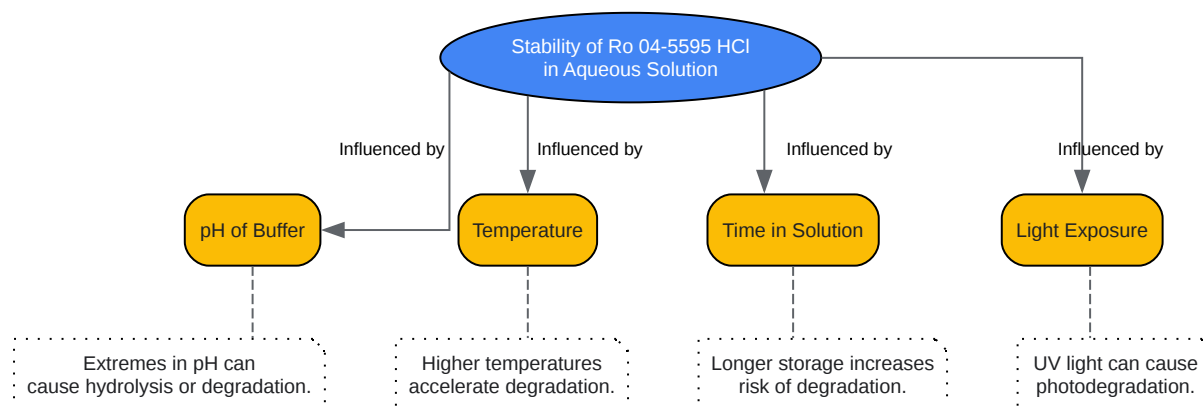 Stability of Ro 04-5595 HCl
in Aqueous Solution
Influenced by
Influenced by
Influenced by
Influenced by
pH of Buffer
Temperature
Time in Solution
Light Exposure
Extremes in pH can
cause hydrolysis or degradation.
Higher temperatures
accelerate degradation.
Longer storage increases
risk of degradation.
UV light can cause
photodegradation.